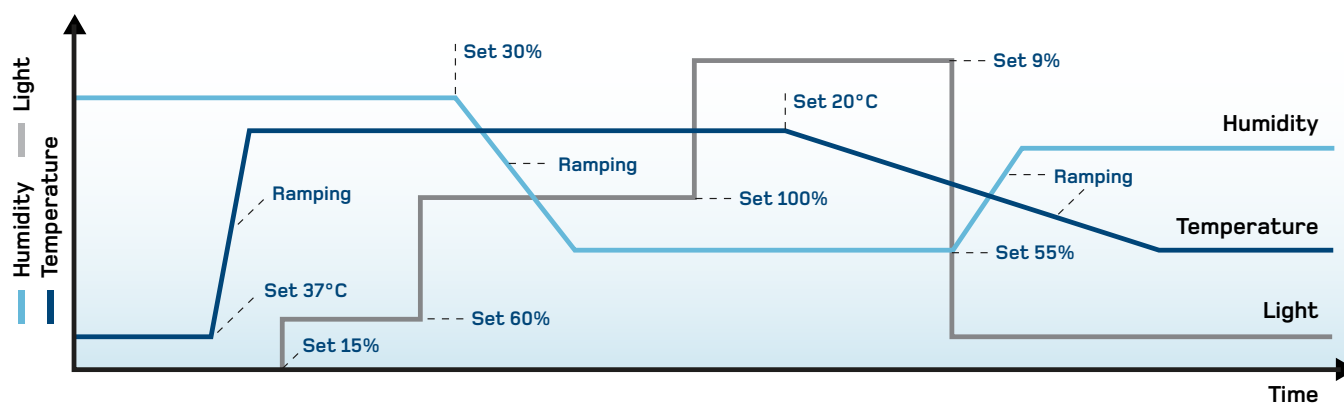 Light
Humidity
Temperature
Set 30%
Set 9%
Set 20°C
Humidity
Ramping
Ramping
Ramping
Set 100%
Temperature
Set 55%
Set 37°C
Light
Set 60%
Set 15%
Time